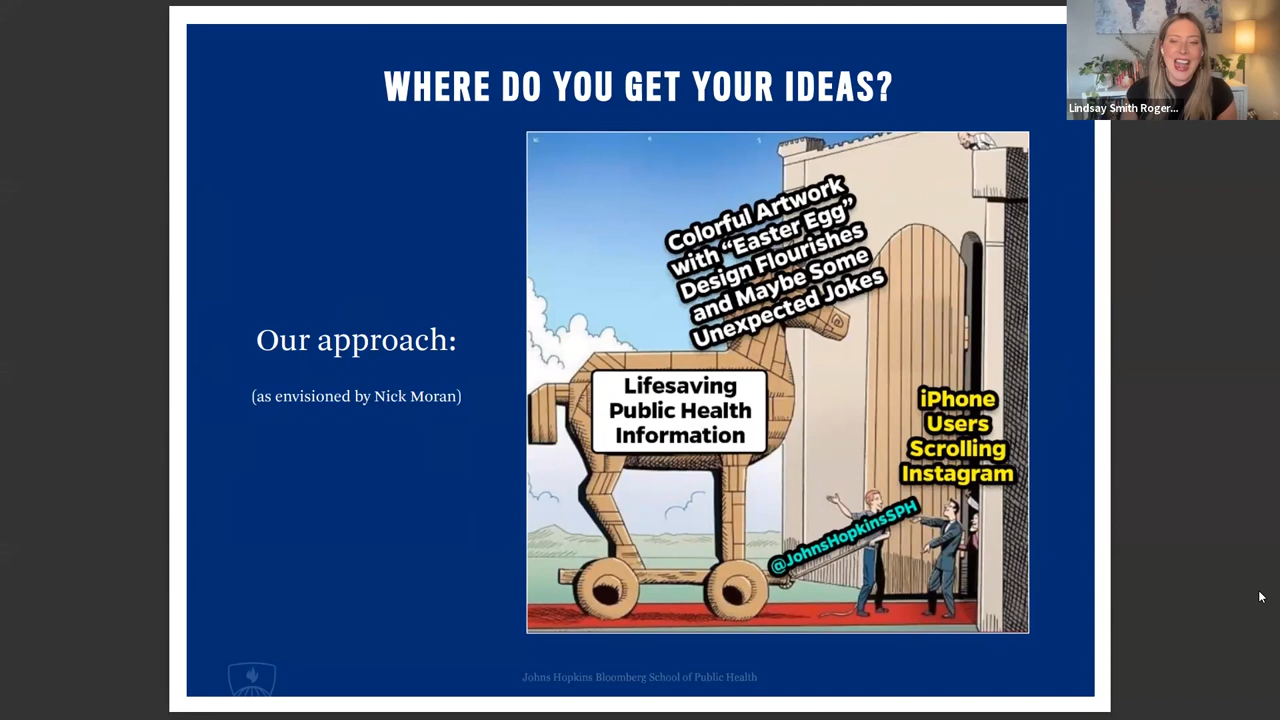 Lindsay Smith Roger...
WHERE DO YOU GET YOUR IDEAS?
Our approach:
(as envisioned by Nick Moran)
Colorful Artwork
with “Easter Egg”
Design Flourishes
and Maybe Some
Unexpected Jokes
Lifesaving
Public Health
Information
iPhone
Users
Scrolling
Instagram
@JohnsHopkinsSPH
Johns Hopkins Bloomberg School of Public Health